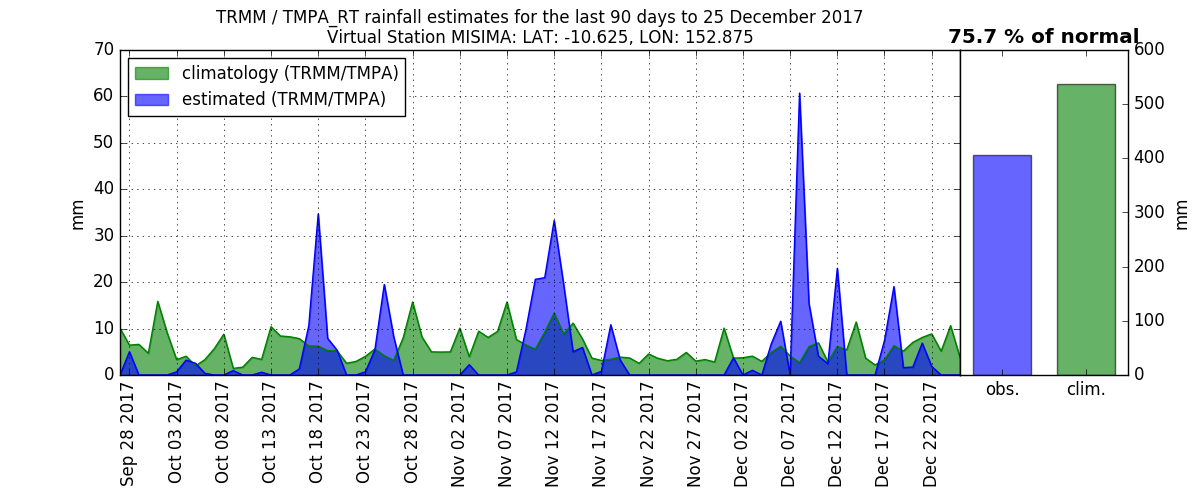 TRMM / TMPA_RT rainfall estimates for the last 90 days to 25 December 2017
Virtual Station MISIMA: LAT: -10.625, LON: 152.875
75.7 % of normal
climatology (TRMM/TMPA)
estimated (TRMM/TMPA)
mm
70
60
50
40
30
20
10
0
Sep 28 2017
Oct 03 2017
Oct 08 2017
Oct 13 2017
Oct 18 2017
Oct 23 2017
Oct 28 2017
Nov 02 2017
Nov 07 2017
Nov 12 2017
Nov 17 2017
Nov 22 2017
Nov 27 2017
Dec 02 2017
Dec 07 2017
Dec 12 2017
Dec 17 2017
Dec 22 2017
obs.
clim.
600
500
400
300
200
100
0
mm